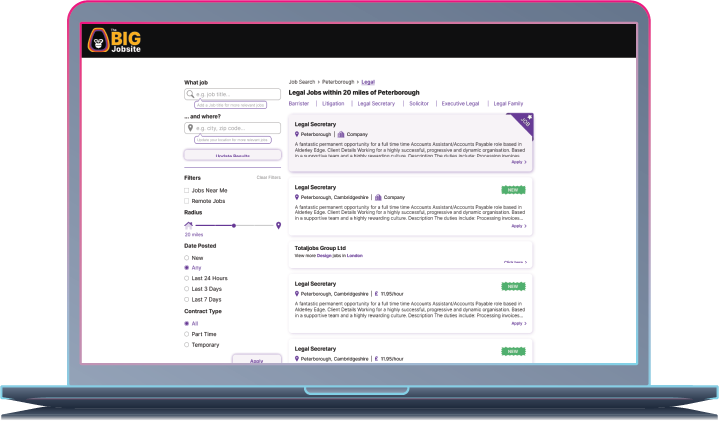 The
BIG
Jobsite
What job
e.g. job title...
Add a job title for more relevant jobs
... and where?
e.g. city, zip code...
Update your location for more relevant jobs
Update Results
Filters
Clear Filters
Jobs Near Me
Remote Jobs
Radius
20 miles
Date Posted
New
Any
Last 24 Hours
Last 3 Days
Last 7 Days
Contract Type
All
Part Time
Temporary
Apply
Job Search > Peterborough > Legal
Legal Jobs within 20 miles of Peterborough
Barrister | Litigation | Legal Secretary | Solicitor | Executive Legal | Legal Family
JOB
Legal Secretary
Peterborough | Company
A fantastic permanent opportunity for a full time time Accounts Assistant/Accounts Payable role based in
Alderley Edge. Client Details Working for a highly successful, progressive and dynamic organisation. Based
in a supportive team and a highly rewarding culture. Description The duties include: Processing invoices...
Apply >
Legal Secretary
NEW
Peterborough, Cambridgeshire | Company
A fantastic permanent opportunity for a full time time Accounts Assistant/Accounts Payable role based in
Alderley Edge. Client Details Working for a highly successful, progressive and dynamic organisation. Based
in a supportive team and a highly rewarding culture. Description The duties include: Processing invoices...
Apply >
Totaljobs Group Ltd
View more Design jobs in London
Click here >
Legal Secretary
NEW
Peterborough, Cambridgeshire | £ 11.95/hour
A fantastic permanent opportunity for a full time time Accounts Assistant/Accounts Payable role based in
Alderley Edge. Client Details Working for a highly successful, progressive and dynamic organisation. Based
in a supportive team and a highly rewarding culture. Description The duties include: Processing invoices...
Apply >
Legal Secretary
NEW
Peterborough, Cambridgeshire | £ 11.95/hour